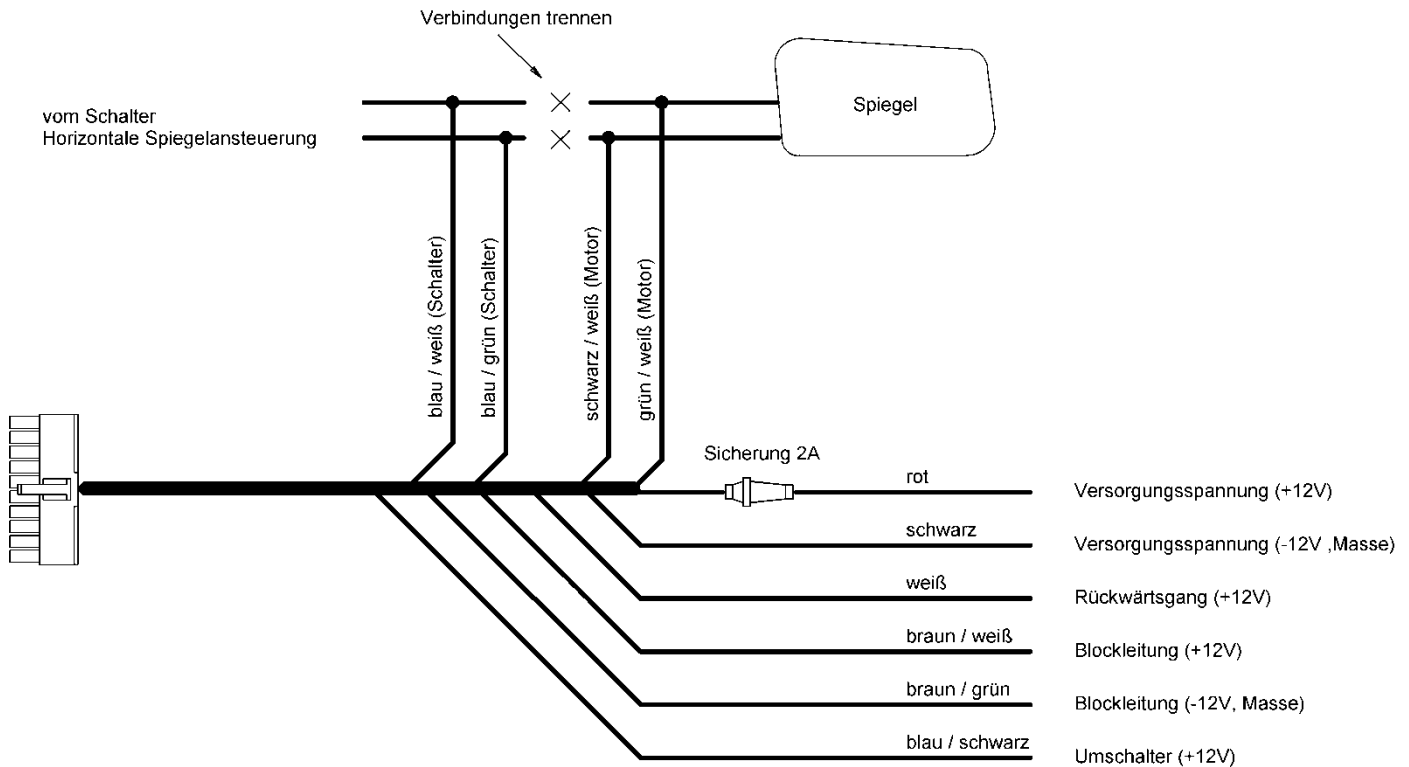 Verbindungen trennen
vom Schalter
Horizontale Spiegelansteuerung
Spiegel
blau / weiß (Schalter)
blau / grün (Schalter)
schwarz / weiß (Motor)
grün / weiß (Motor)
Sicherung 2A
rot
Versorgungsspannung (+12V)
schwarz
Versorgungsspannung (-12V ,Masse)
weiß
Rückwärtsgang (+12V)
braun / weiß
Blockleitung (+12V)
braun / grün
Blockleitung (-12V, Masse)
blau / schwarz
Umschalter (+12V)